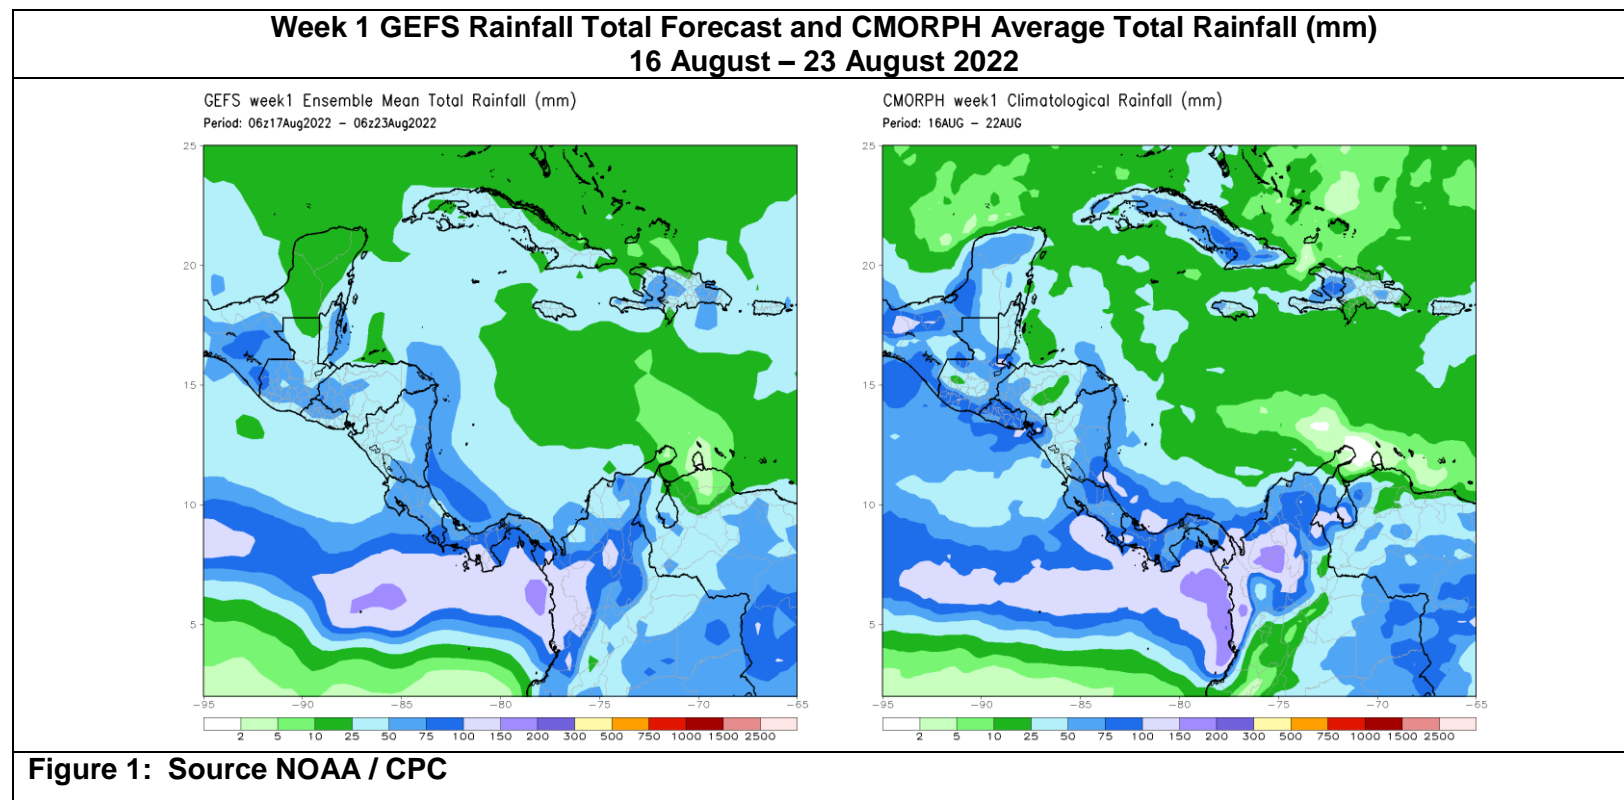 Week 1 GEFS Rainfall Total Forecast and CMORPH Average Total Rainfall (mm)
16 August – 23 August 2022
GEFS week1 Ensemble Mean Total Rainfall (mm)
Period: 06z17Aug2022 – 06z23Aug2022
25
20
15
10
5
-95 -90 -85 -80 -75 -70 -65
2 5 10 25 50 75 100 150 200 300 500 750 1000 1500 2500
CMORPH week1 Climatological Rainfall (mm)
Period: 16AUG – 22AUG
25
20
15
10
5
-95 -90 -85 -80 -75 -70 -65
2 5 10 25 50 75 100 150 200 300 500 750 1000 1500 2500
Figure 1: Source NOAA / CPC